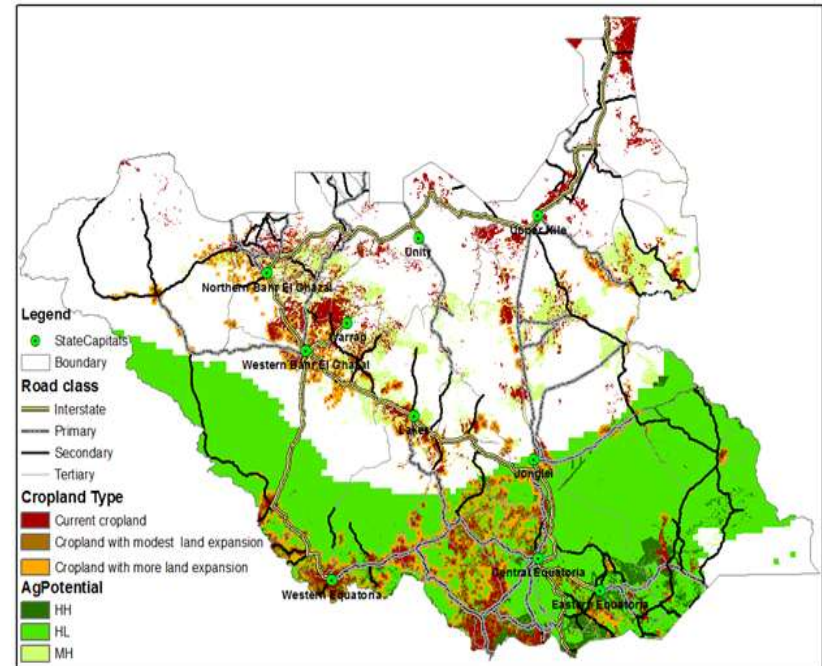 Upper Nile
Unity
Northern Bahr El Ghazal
Warrap
Western Bahr El Ghazal
Lakes
Jonglei
Central Equatoria
Western Equatoria
Eastern Equatoria
Legend
StateCapitals
Boundary
Road class
Interstate
Primary
Secondary
Tertiary
Cropland Type
Current cropland
Cropland with modest land expansion
Cropland with more land expansion
AgPotential
HH
HL
MH